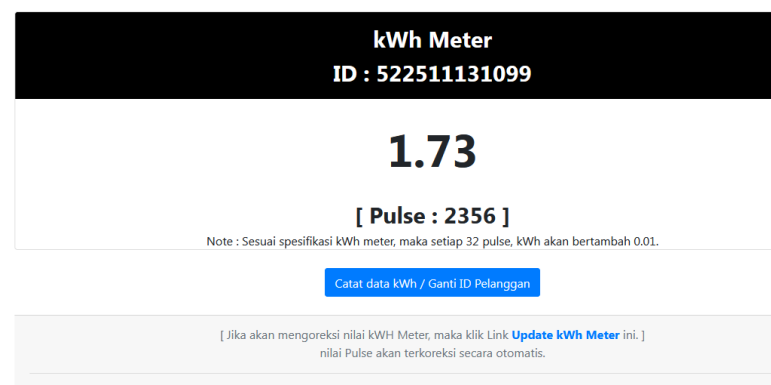 kWh Meter
ID : 522511131099
1.73
[ Pulse : 2356 ]
Note : Sesuai spesifikasi kWh meter, maka setiap 32 pulse, kWh akan bertambah 0.01.
Catat data kWh / Ganti ID Pelanggan
[ Jika akan mengoreksi nilai kWH Meter, maka klik Link Update kWh Meter ini. ]
nilai Pulse akan terkoreksi secara otomatis.